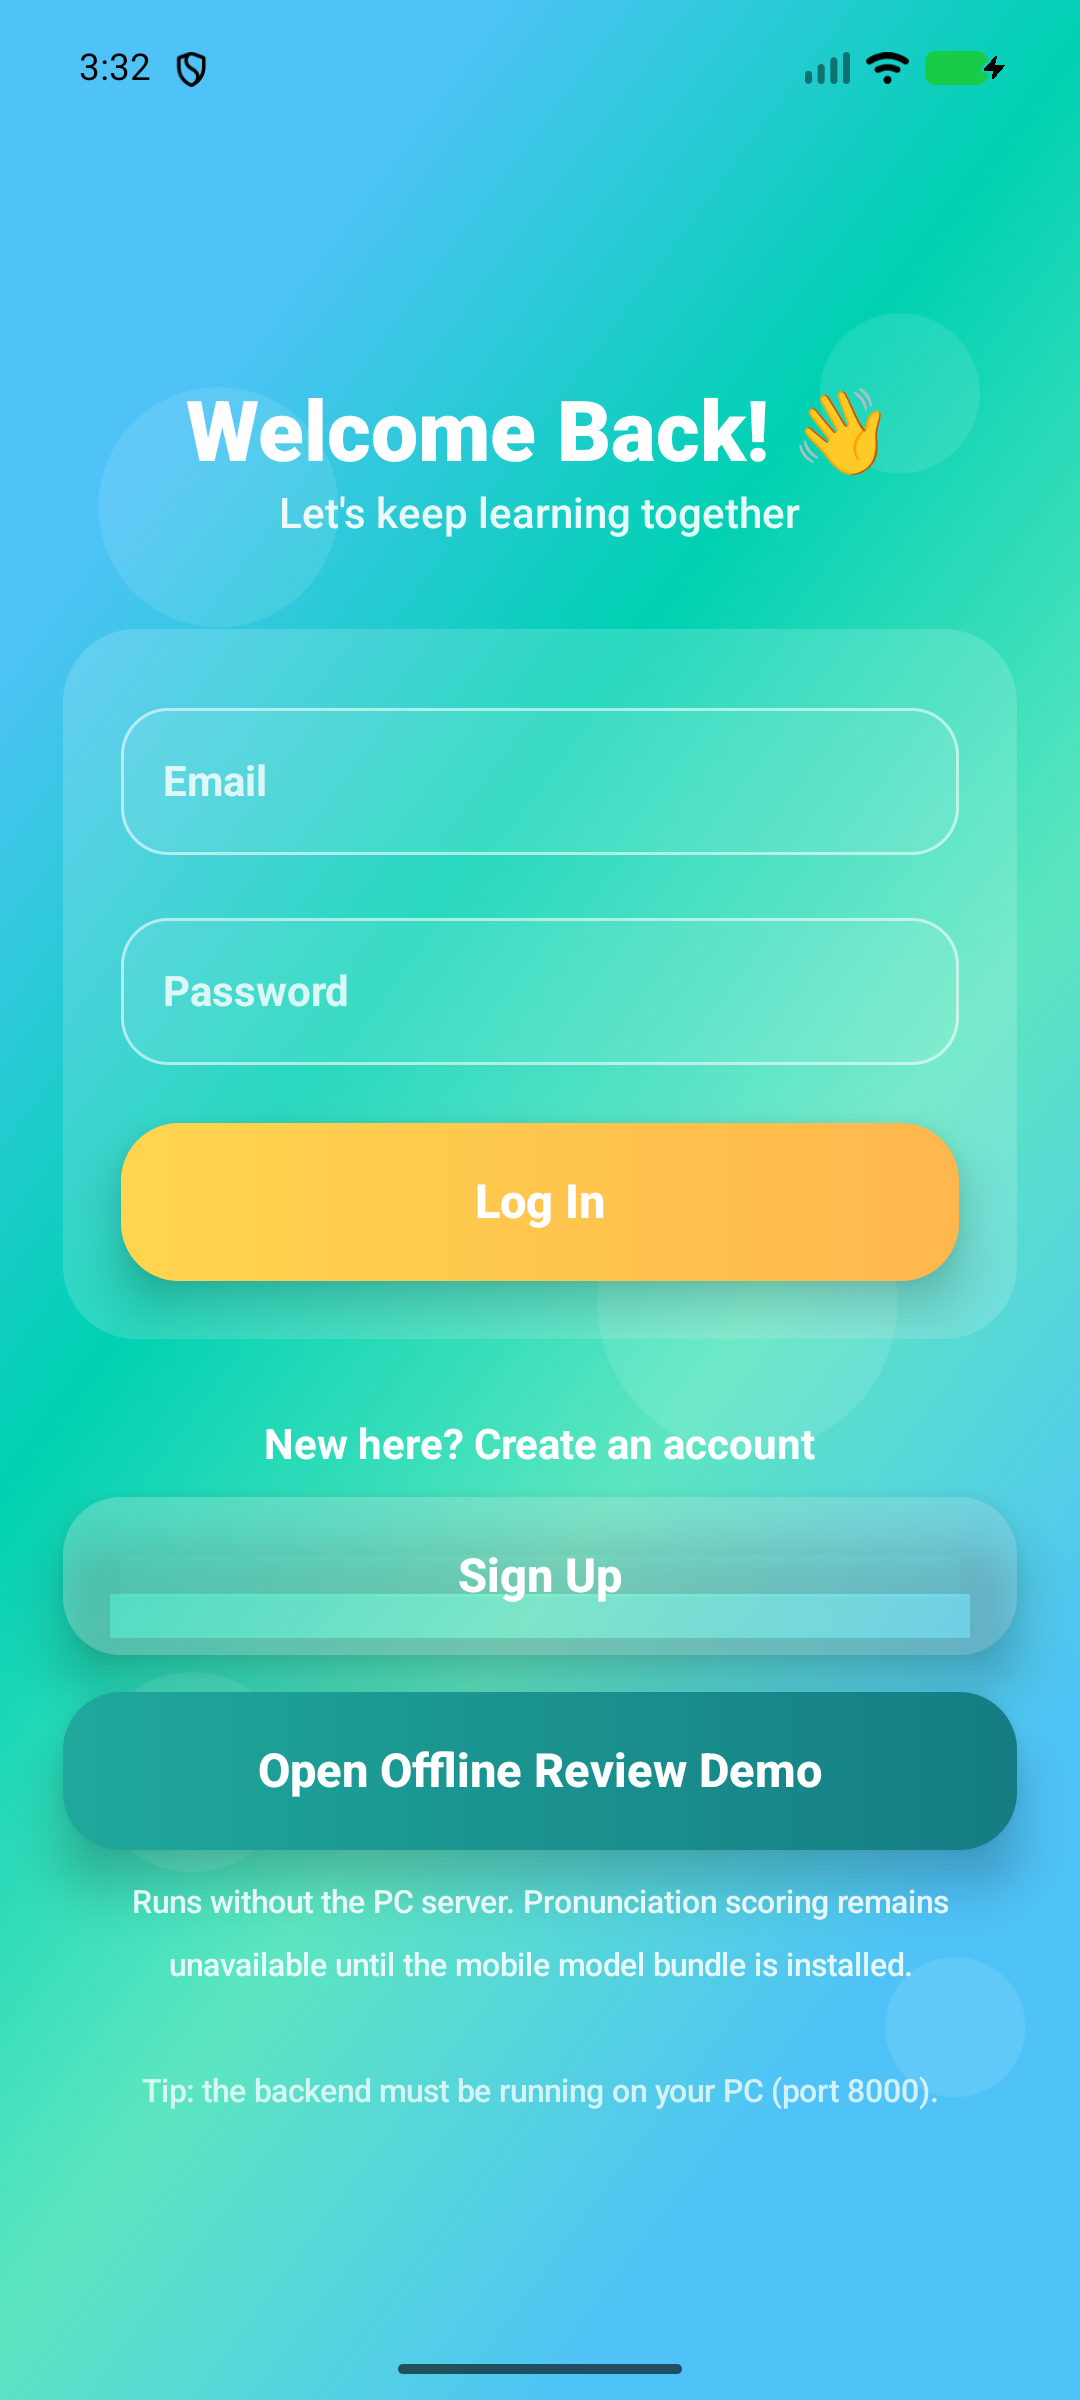 3:32
Welcome Back! 👋
Let's keep learning together
Email
Password
Log In
New here? Create an account
Sign Up
Open Offline Review Demo
Runs without the PC server. Pronunciation scoring remains
unavailable until the mobile model bundle is installed.
Tip: the backend must be running on your PC (port 8000).